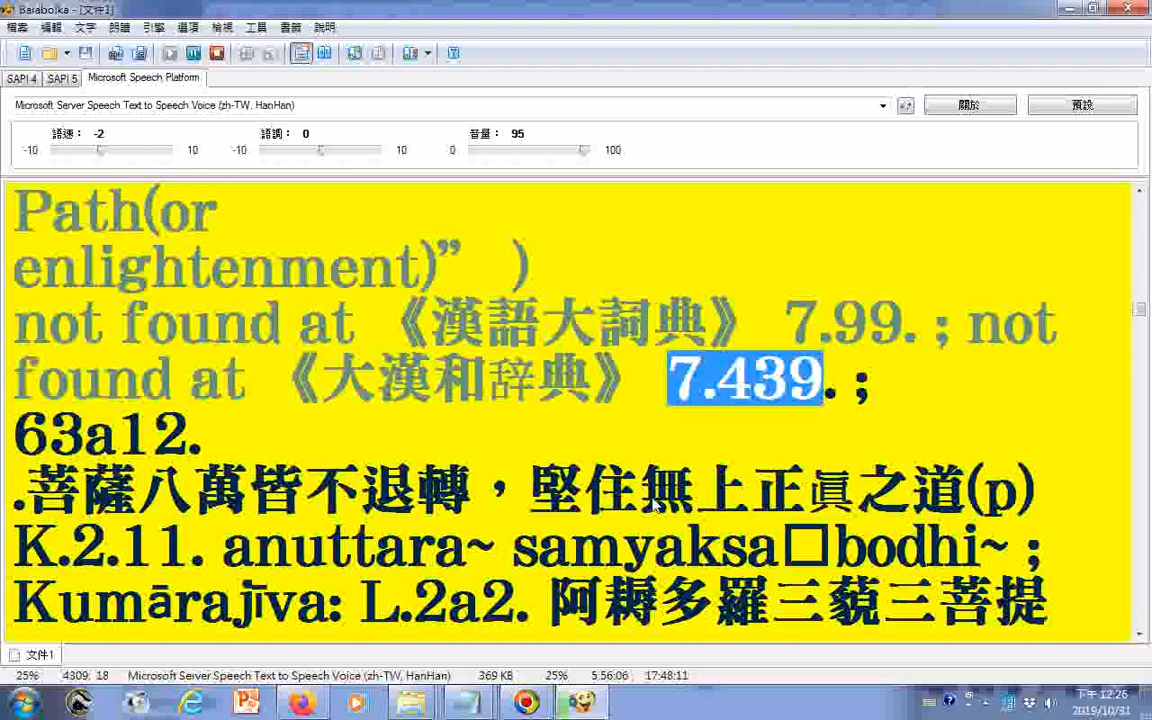 Balabolka - [文件1]
檔案 編輯 文字 朗讀 引擎 選項 檢視 工具 書籤 說明
SAPI 4 SAPI 5 Microsoft Speech Platform
Microsoft Server Speech Text to Speech Voice (zh-TW, HanHan) 關於 預設
語速： -2 語調： 0 音量： 95
-10 10 -10 10 0 100
Path(or
enlightenment)” )
not found at 《漢語大詞典》 7.99. ; not
found at 《大漢和辞典》 7.439. ;
63a12.
.菩薩八萬皆不退轉，堅住無上正眞之道(p)
K.2.11. anuttara~ samyaksa□bodhi~ ;
Kumārajīva: L.2a2. 阿耨多羅三藐三菩提
文件1
25% 4309, 18 Microsoft Server Speech Text to Speech Voice (zh-TW, HanHan) 369 KB 25% 5:56:06 17:48:11
下午 12:26
2019/10/31